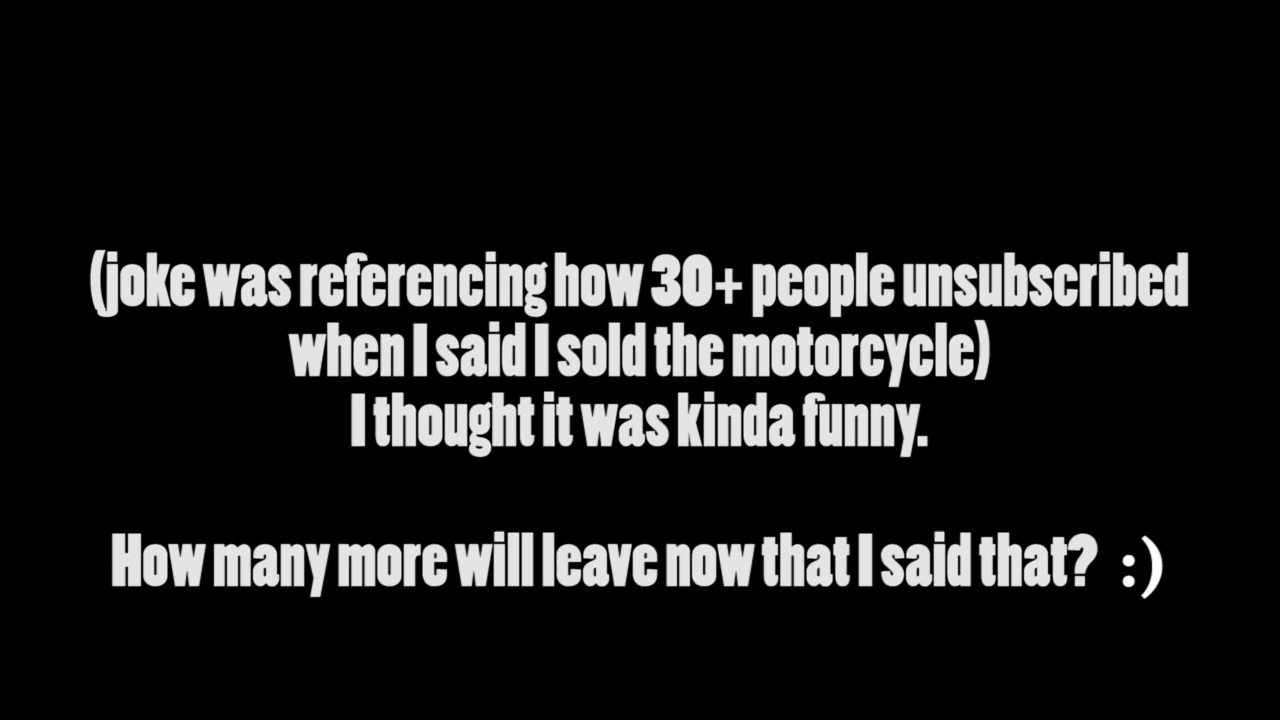 (joke was referencing how 30+ people unsubscribed
when I said I sold the motorcycle)
I thought it was kinda funny.
How many more will leave now that I said that? :)